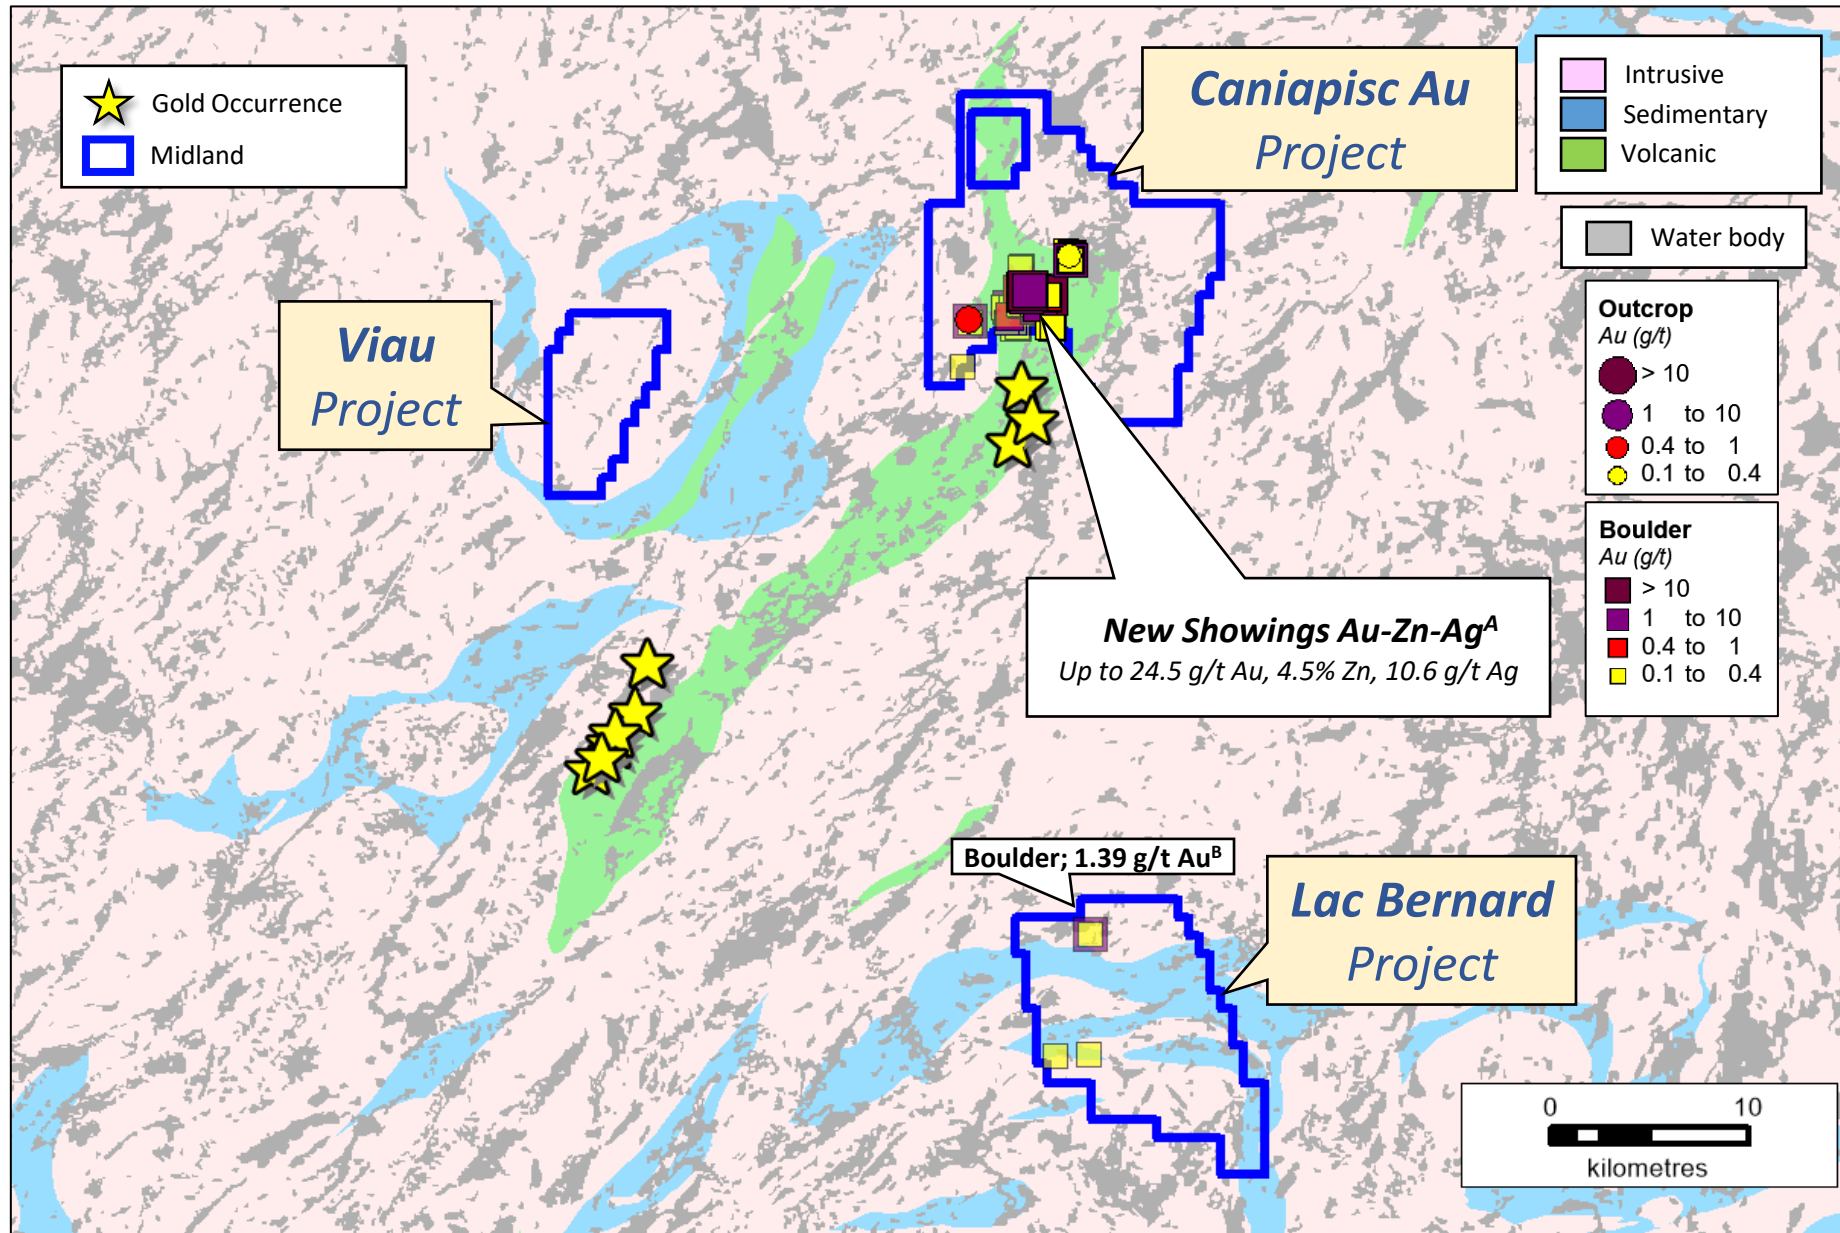 Gold Occurrence
Midland
Caniapisc Au
Project
Intrusive
Sedimentary
Volcanic
Water body
Viau
Project
Outcrop
Au (g/t)
> 10
1 to 10
0.4 to 1
0.1 to 0.4
Boulder
Au (g/t)
> 10
1 to 10
0.4 to 1
0.1 to 0.4
New Showings Au-Zn-Ag^A
Up to 24.5 g/t Au, 4.5% Zn, 10.6 g/t Ag
Boulder; 1.39 g/t Au^B
Lac Bernard
Project
0 10
kilometres